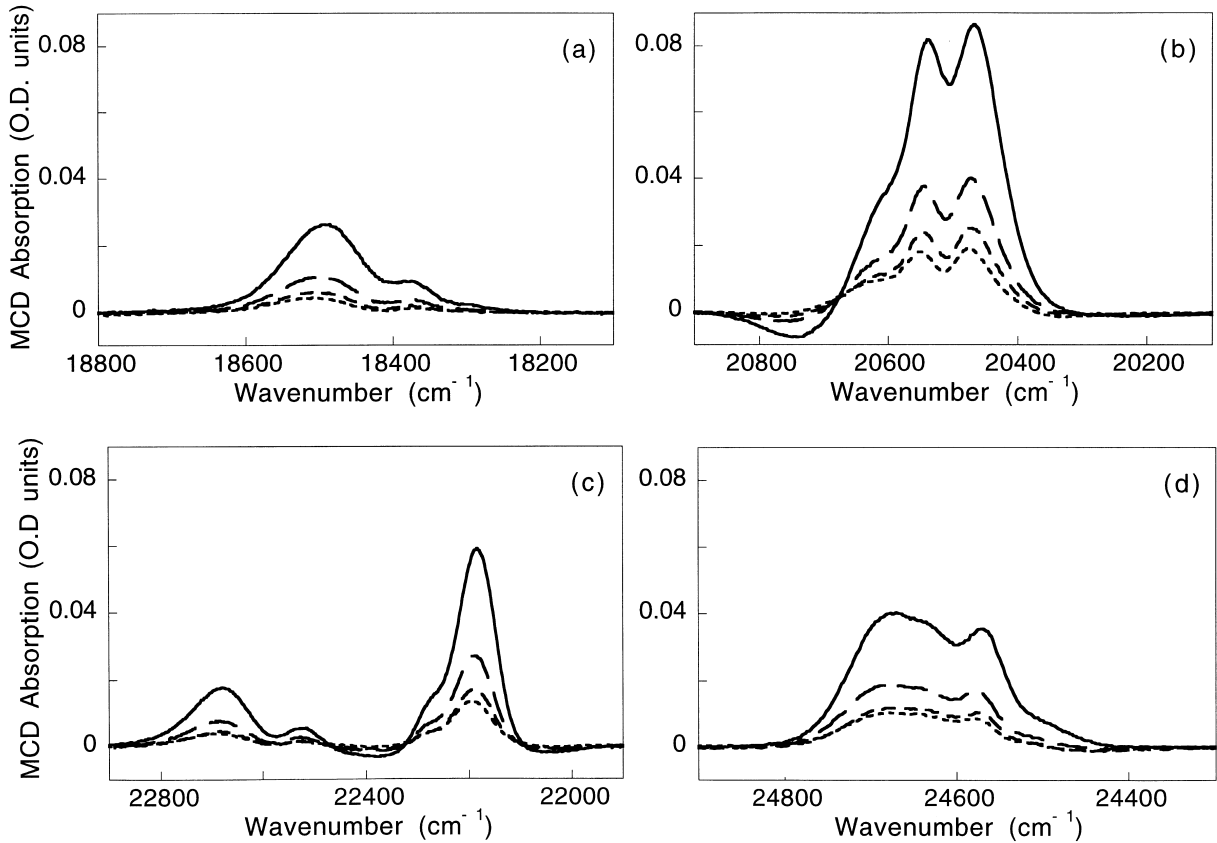 MCD Absorption (O.D. units)
0.08
0.04
0
(a)
18800 18600 18400 18200
Wavenumber (cm-1)
0.08
0.04
0
(b)
20800 20600 20400 20200
Wavenumber (cm-1)
MCD Absorption (O.D units)
0.08
0.04
0
(c)
22800 22400 22000
Wavenumber (cm-1)
0.08
0.04
0
(d)
24800 24600 24400
Wavenumber (cm-1)